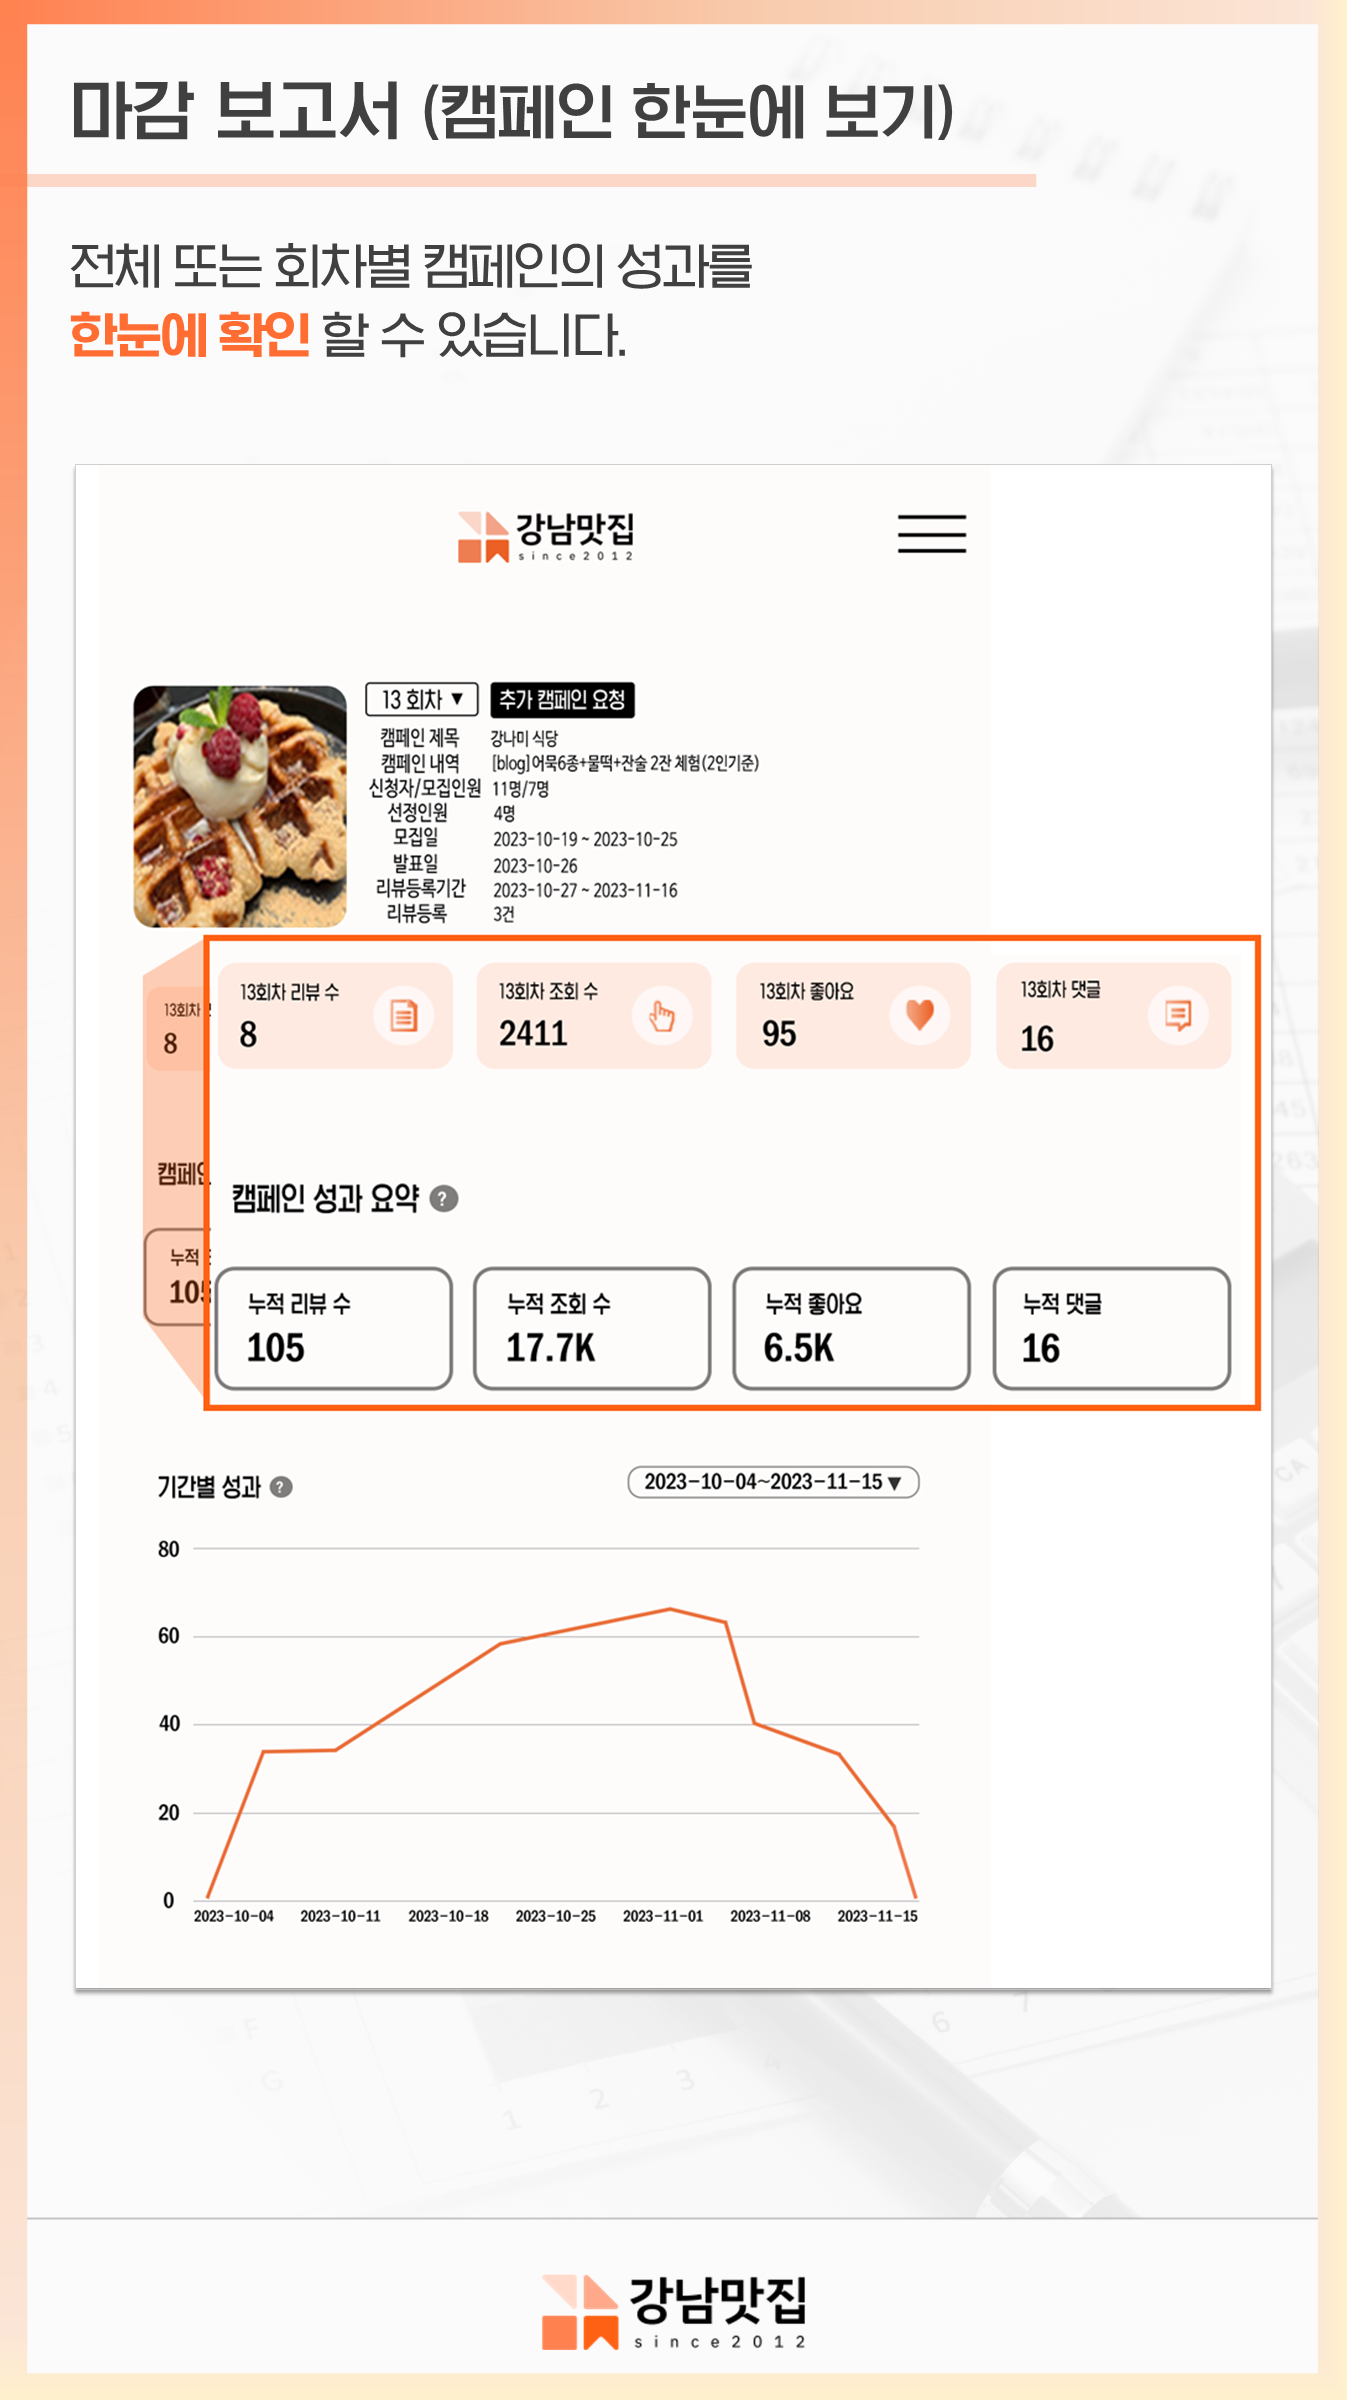 마감 보고서 (캠페인 한눈에 보기)
전체 또는 회차별 캠페인의 성과를
한눈에 확인 할 수 있습니다.
강남맛집
since2012
13 회차 ▼ 추가 캠페인 요청
캠페인 제목 강나미 식당
캠페인 내역 [blog]어묵6종+물떡+잔술 2잔 체험(2인기준)
신청자/모집인원 11명/7명
선정인원 4명
모집일 2023-10-19 ~ 2023-10-25
발표일 2023-10-26
리뷰등록기간 2023-10-27 ~ 2023-11-16
리뷰등록 3건
13회차
8
13회차 리뷰 수
8
13회차 조회 수
2411
13회차 좋아요
95
13회차 댓글
16
캠페인
캠페인 성과 요약 ?
누적
105
누적 리뷰 수
105
누적 조회 수
17.7K
누적 좋아요
6.5K
누적 댓글
16
기간별 성과 ?
2023-10-04~2023-11-15 ▼
80
60
40
20
0
2023-10-04 2023-10-11 2023-10-18 2023-10-25 2023-11-01 2023-11-08 2023-11-15
F
G
1 2 3 4
6 7
강남맛집
since2012